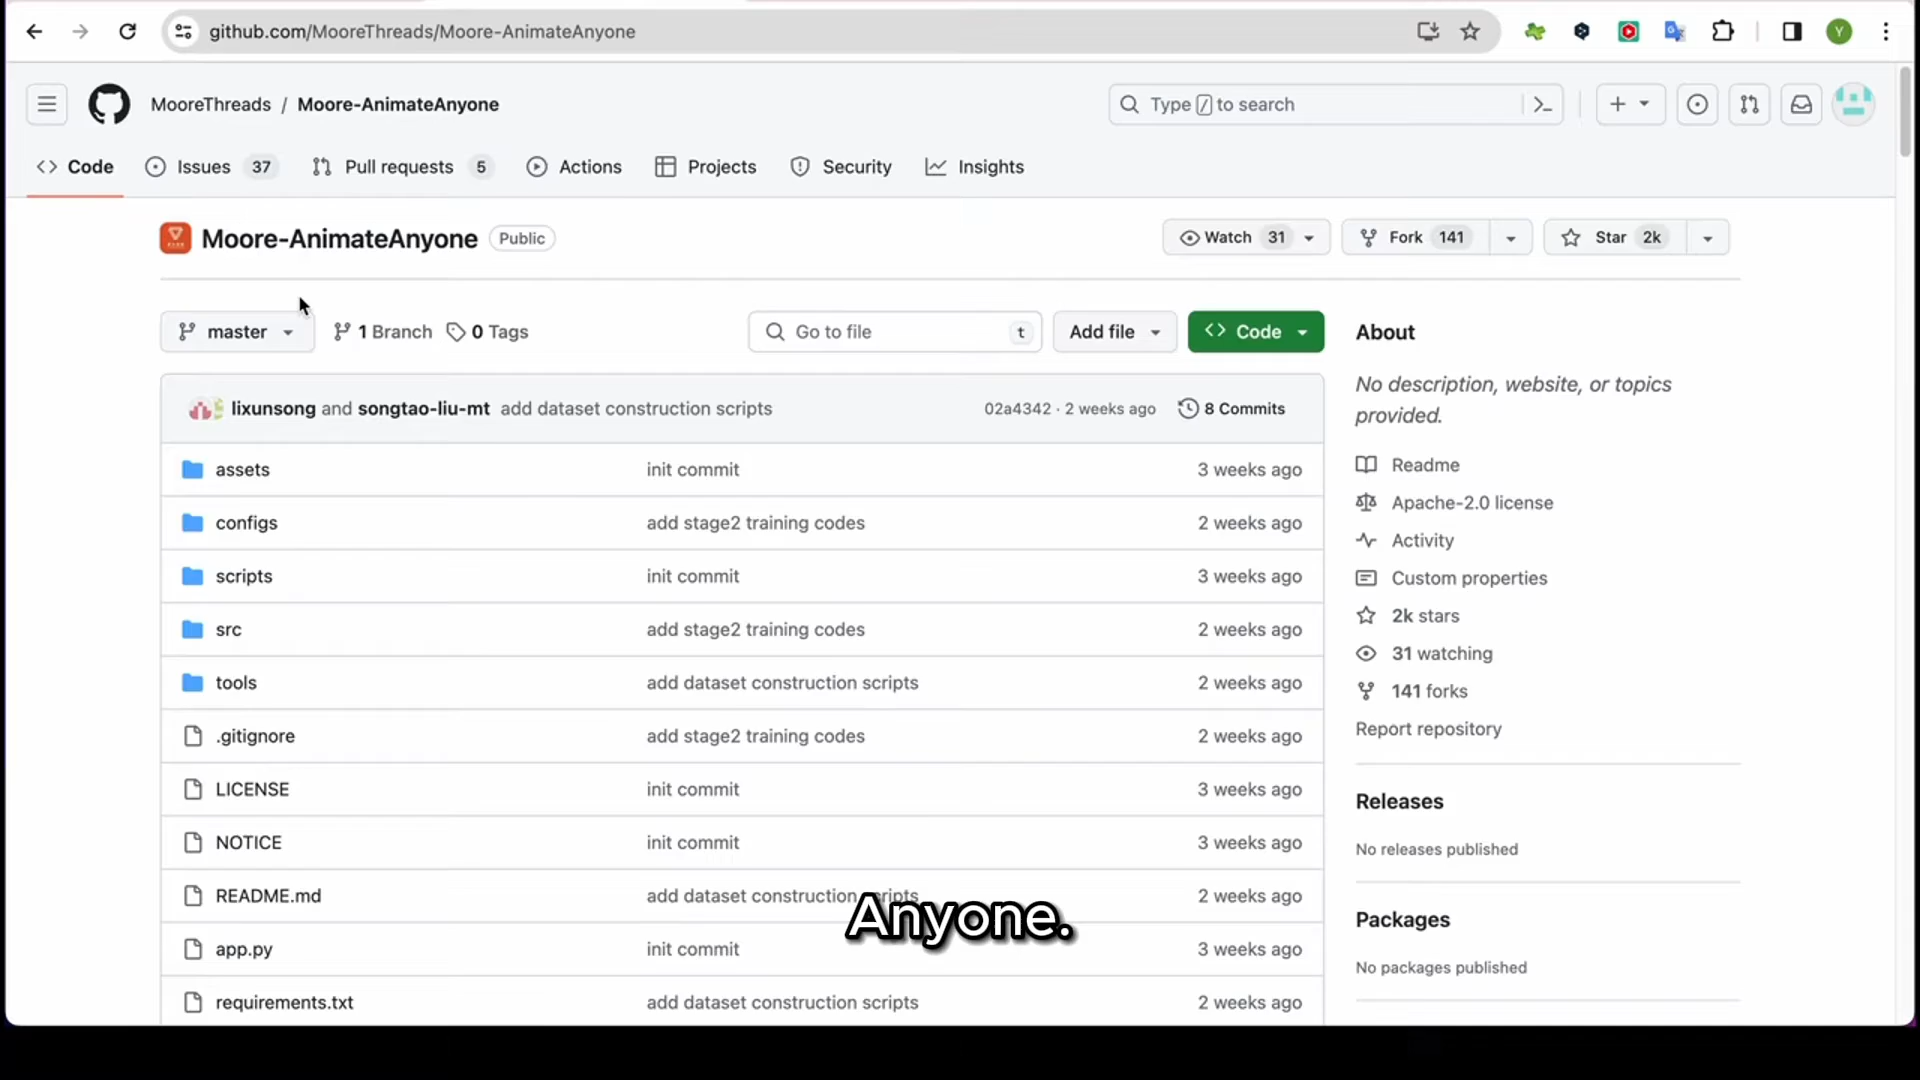 github.com/MooreThreads/Moore-AnimateAnyone
Y
MooreThreads / Moore-AnimateAnyone
Type / to search
Code
Issues 37
Pull requests 5
Actions
Projects
Security
Insights
Moore-AnimateAnyone Public
Watch 31
Fork 141
Star 2k
master
1 Branch
0 Tags
Go to file t
Add file
Code
lixunsong and songtao-liu-mt add dataset construction scripts 02a4342 · 2 weeks ago 8 Commits
assets init commit 3 weeks ago
configs add stage2 training codes 2 weeks ago
scripts init commit 3 weeks ago
src add stage2 training codes 2 weeks ago
tools add dataset construction scripts 2 weeks ago
.gitignore add stage2 training codes 2 weeks ago
LICENSE init commit 3 weeks ago
NOTICE init commit 3 weeks ago
README.md add dataset construction scripts 2 weeks ago
app.py init commit 3 weeks ago
requirements.txt add dataset construction scripts 2 weeks ago
About
No description, website, or topics
provided.
Readme
Apache-2.0 license
Activity
Custom properties
2k stars
31 watching
141 forks
Report repository
Releases
No releases published
Packages
No packages published
Anyone.